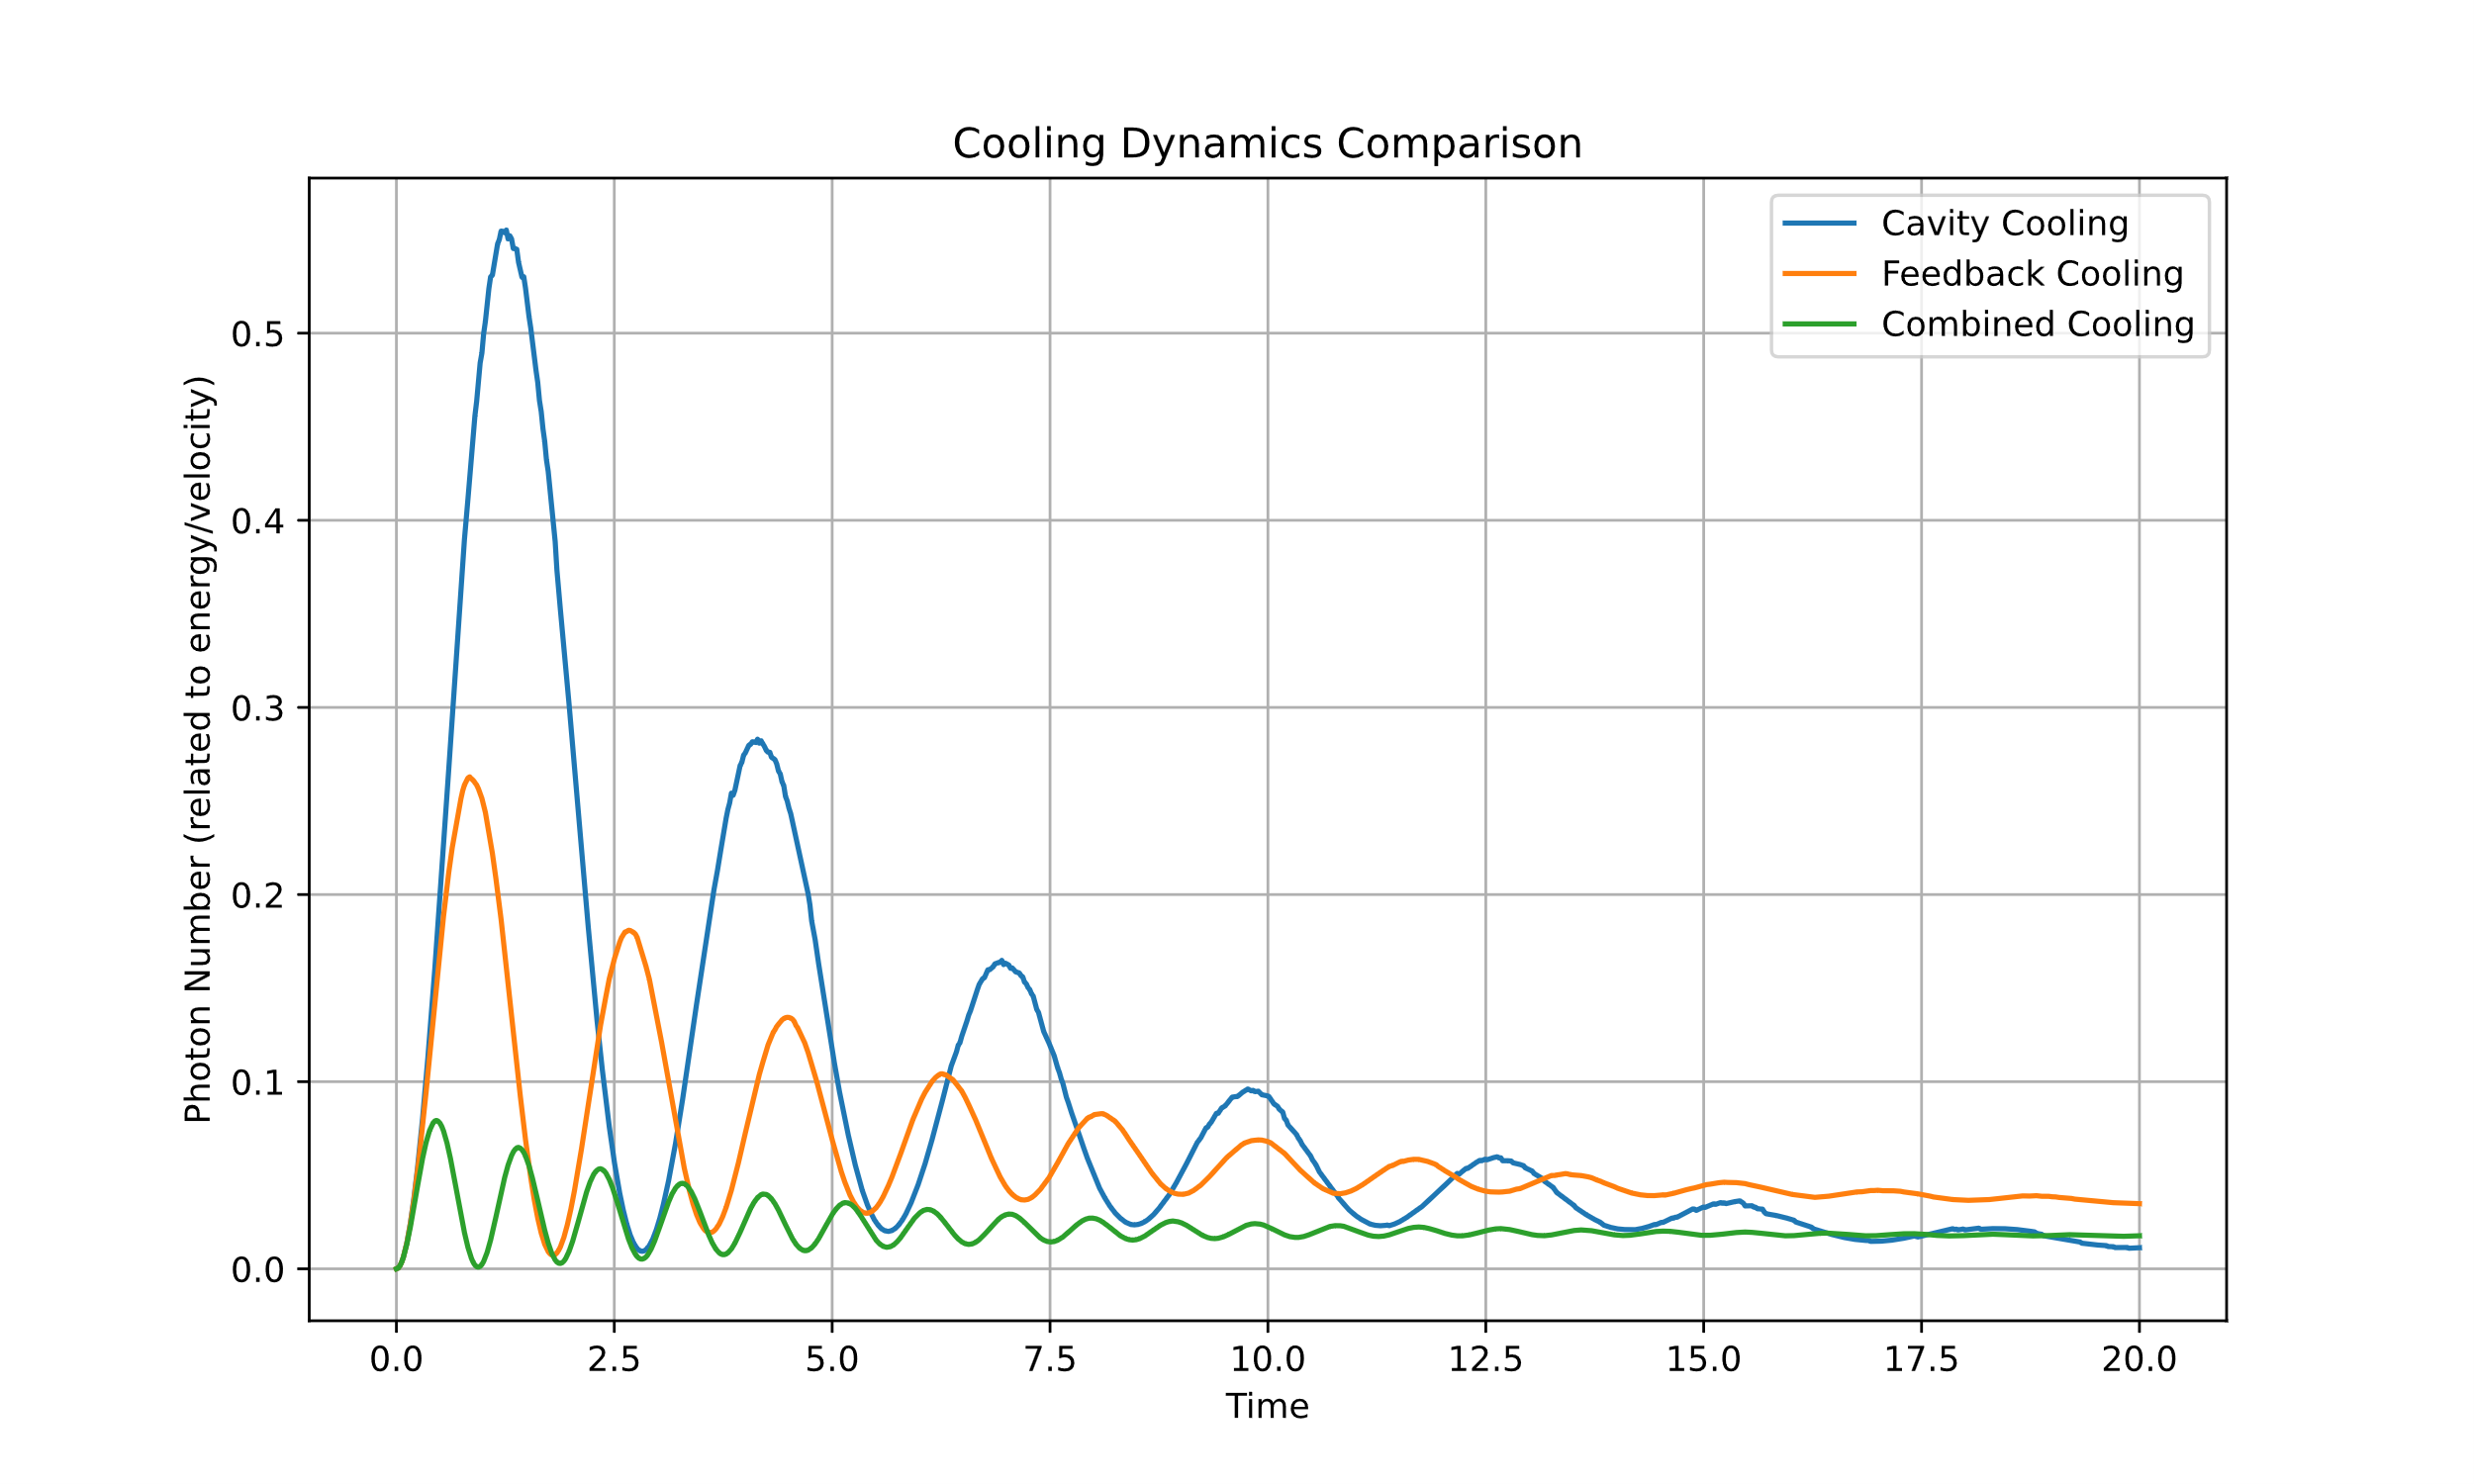 Cooling Dynamics Comparison
Cavity Cooling
Feedback Cooling
Combined Cooling
Photon Number (related to energy/velocity)
0.5
0.4
0.3
0.2
0.1
0.0
0.0 2.5 5.0 7.5 10.0 12.5 15.0 17.5 20.0
Time